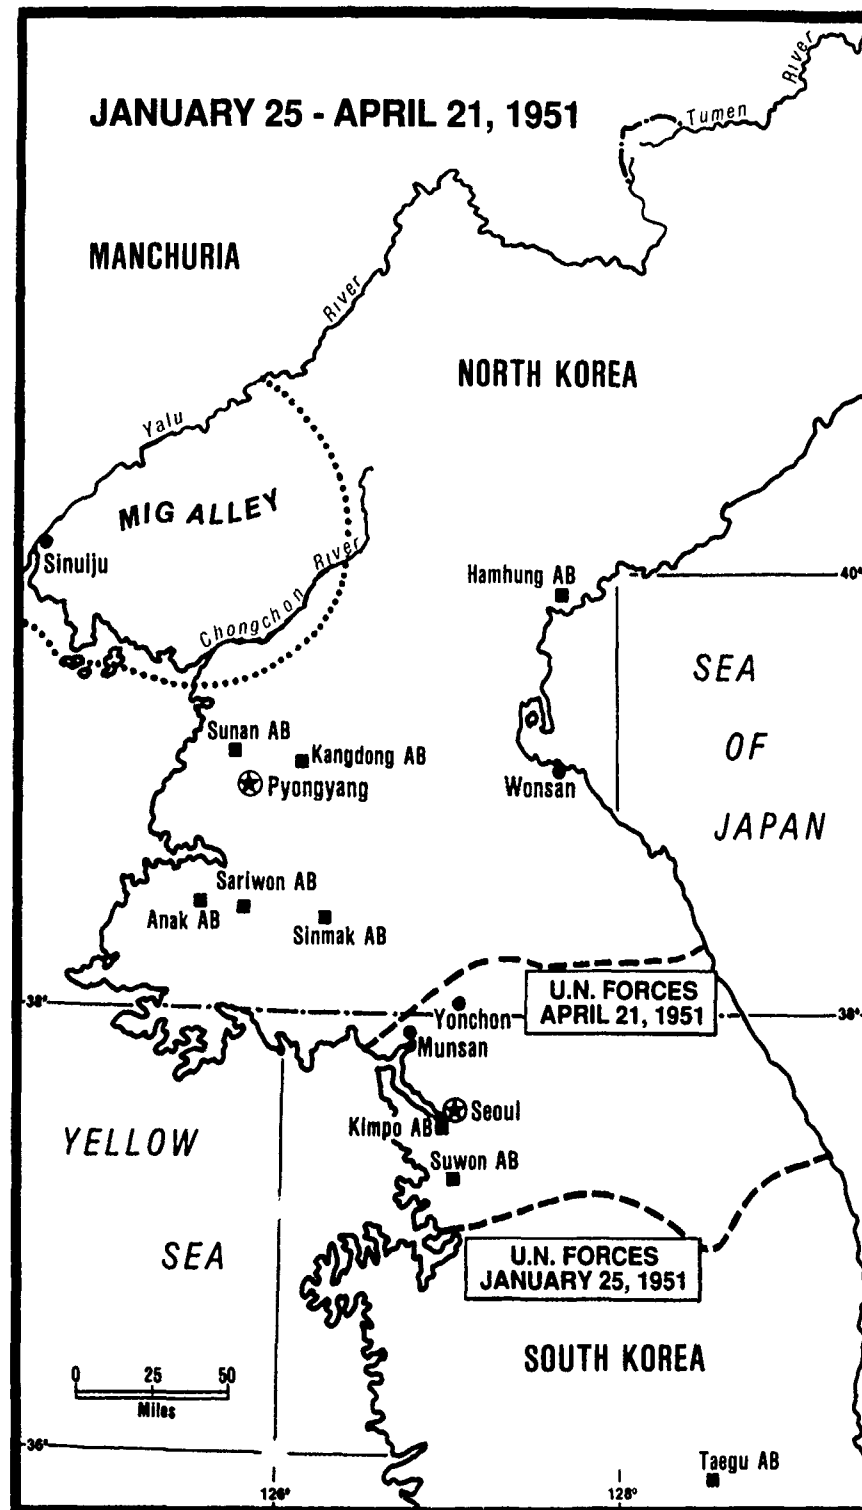 River
Tumen
JANUARY 25 - APRIL 21, 1951
MANCHURIA
River
NORTH KOREA
Yalu
MIG ALLEY
Sinuiju
River
Chongchon
Hamhung AB
40°
SEA
OF
JAPAN
Sunan AB
Kangdong AB
Pyongyang
Wonsan
Sariwon AB
Anak AB
Sinmak AB
38°
U.N. FORCES
APRIL 21, 1951
38°
Yonchon
Munsan
Seoul
Kimpo AB
YELLOW
SEA
Suwon AB
U.N. FORCES
JANUARY 25, 1951
SOUTH KOREA
0 25 50
Miles
36°
126°
128°
Taegu AB